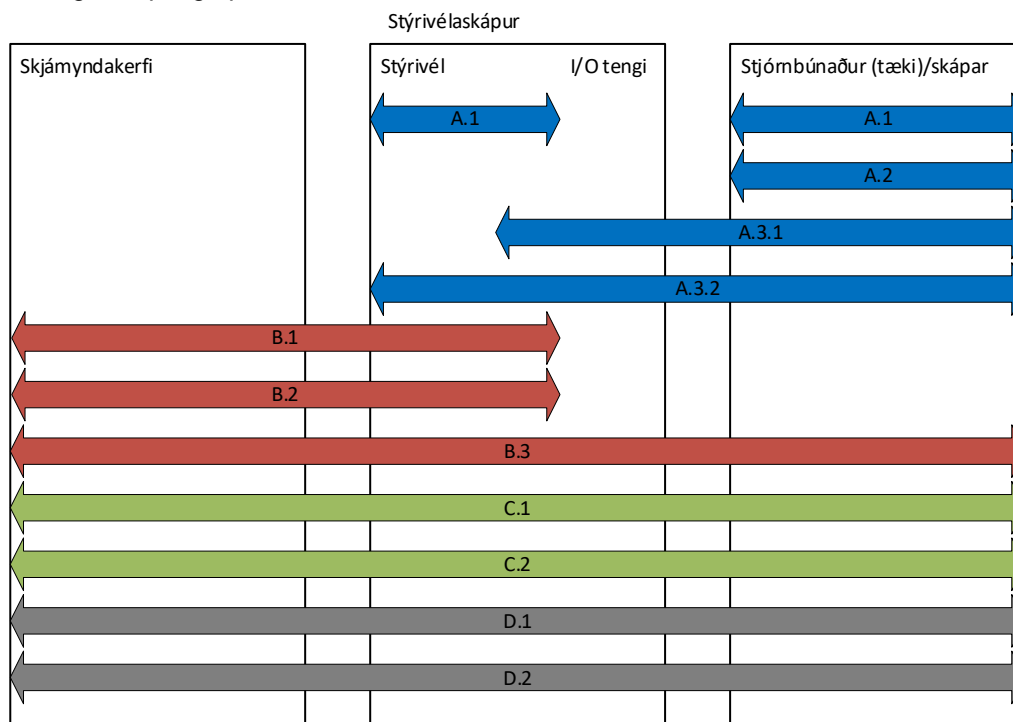 Stýrivélaskápur
Skjámyndakerfi
Stýrivél
I/O tengi
Stjórnbúnaður (tæki)/skápar
A.1
A.1
A.2
A.3.1
A.3.2
B.1
B.2
B.3
C.1
C.2
D.1
D.2